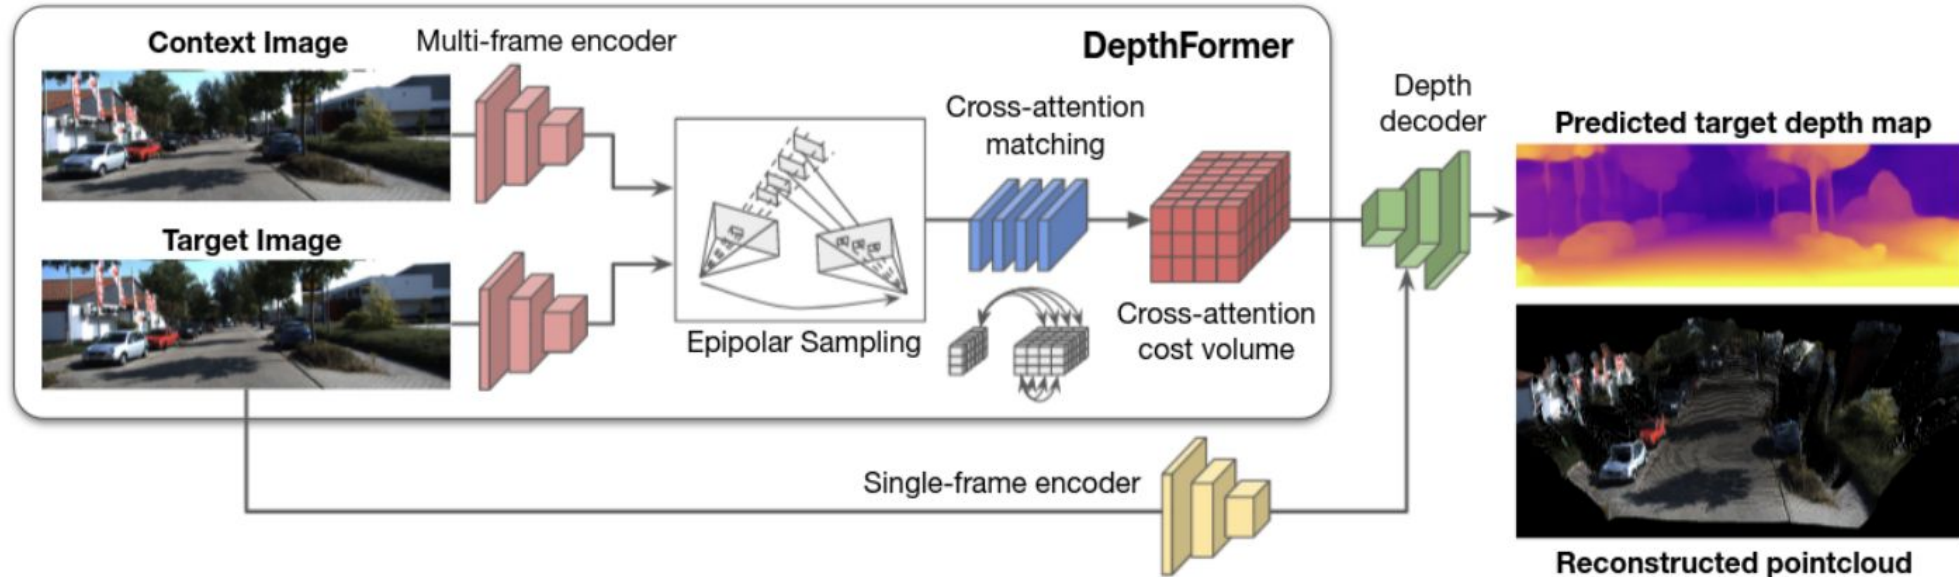 Context Image
Multi-frame encoder
DepthFormer
Target Image
Epipolar Sampling
Cross-attention
matching
Cross-attention
cost volume
Single-frame encoder
Depth
decoder
Predicted target depth map
Reconstructed pointcloud